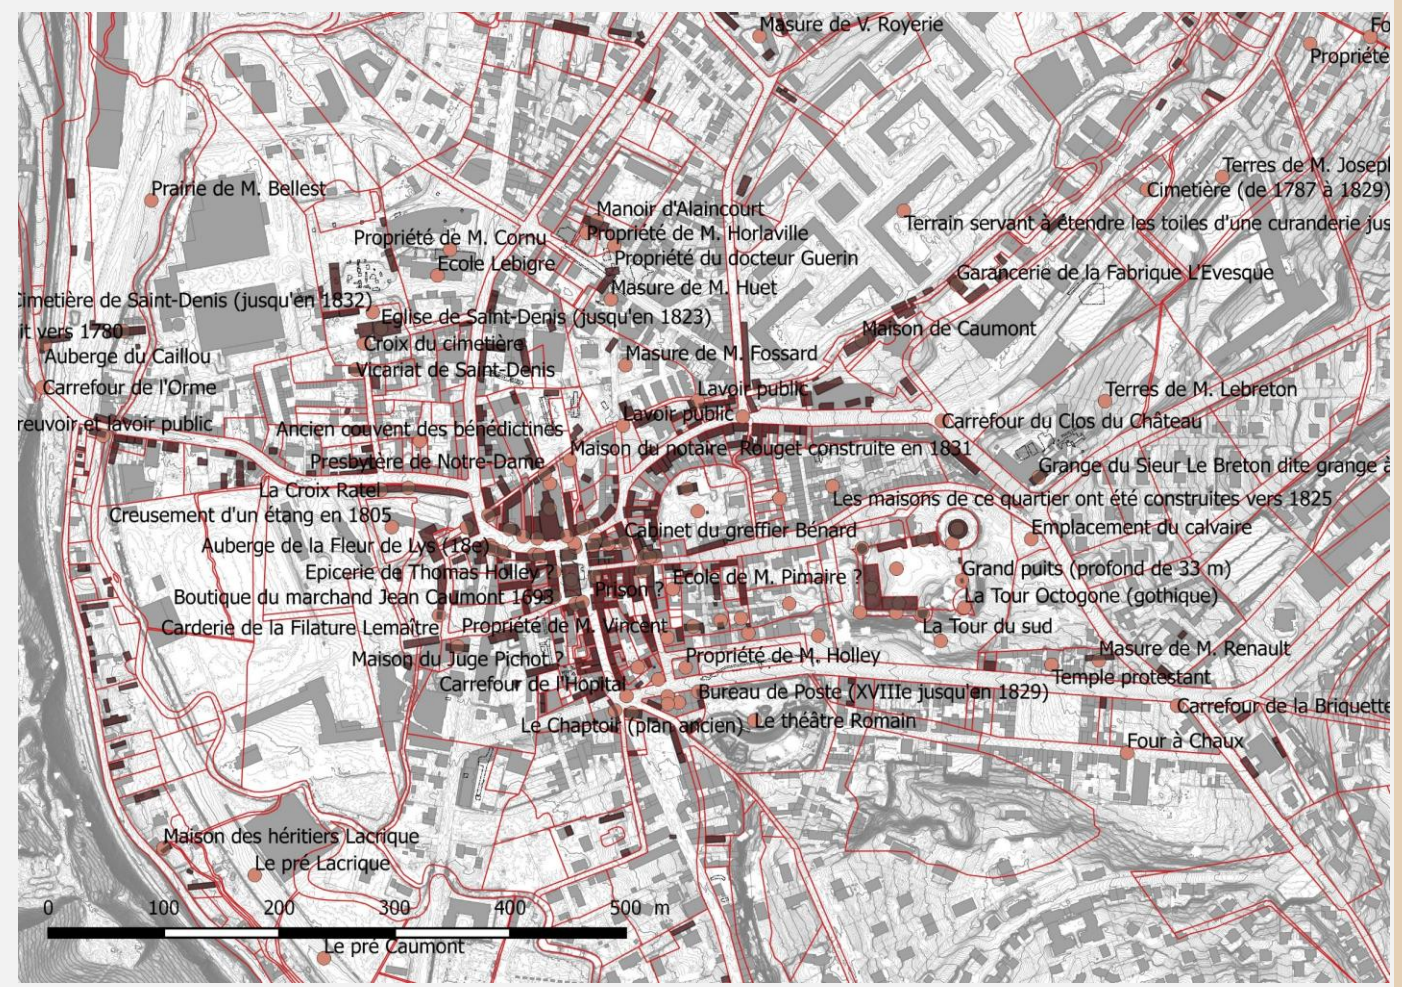 Masure de V. Royerie
Fo
Propriété
Terres de M. Josepl
Prairie de M. Bellest
Cimetière (de 1787 à 1829)
Manoir d'Alaincourt
Terrain servant à étendre les toiles d'une curanderie jus
Propriété de M. Cornu
Propriété de M. Horlaville
Ecole Lebigre
Propriété du docteur Guerin
Garancerie de la Fabrique L'Evesque
Masure de M. Huet
Cimetière de Saint-Denis (jusqu'en 1832)
Eglise de Saint-Denis (jusqu'en 1823)
it vers 1780
Maison de Caumont
Croix du cimetière
Auberge du Caillou
Masure de M. Fossard
Vicariat de Saint-Denis
Carrefour de l'Orme
Lavoir public
Terres de M. Lebreton
Lavoir public
reuvoir et lavoir public
Carrefour du Clos du Château
Ancien couvent des bénédictines
Maison du notaire Rouget construite en 1831
Presbytère de Notre-Dame
Grange du Sieur Le Breton dite grange à
La Croix Ratel
Les maisons de ce quartier ont été construites vers 1825
Creusement d'un étang en 1805
Cabinet du greffier Bénard
Emplacement du calvaire
Auberge de la Fleur de Lys (18e)
Epicerie de Thomas Holley ?
Ecole de M. Pimaire ?
Grand puits (profond de 33 m)
Prison ?
Boutique du marchand Jean Caumont 1693
La Tour Octogone (gothique)
Carderie de la Filature Lemaître
Propriété de M. Vincent
La Tour du sud
Maison du Juge Pichot ?
Propriété de M. Holley
Masure de M. Renault
Temple protestant
Carrefour de l'Hopital
Bureau de Poste (XVIIIe jusqu'en 1829)
Carrefour de la Briquette
Le Chaptoir (plan ancien)
Le théâtre Romain
Four à Chaux
Maison des héritiers Lacrique
Le pré Lacrique
0 100 200 300 400 500 m
Le pré Caumont